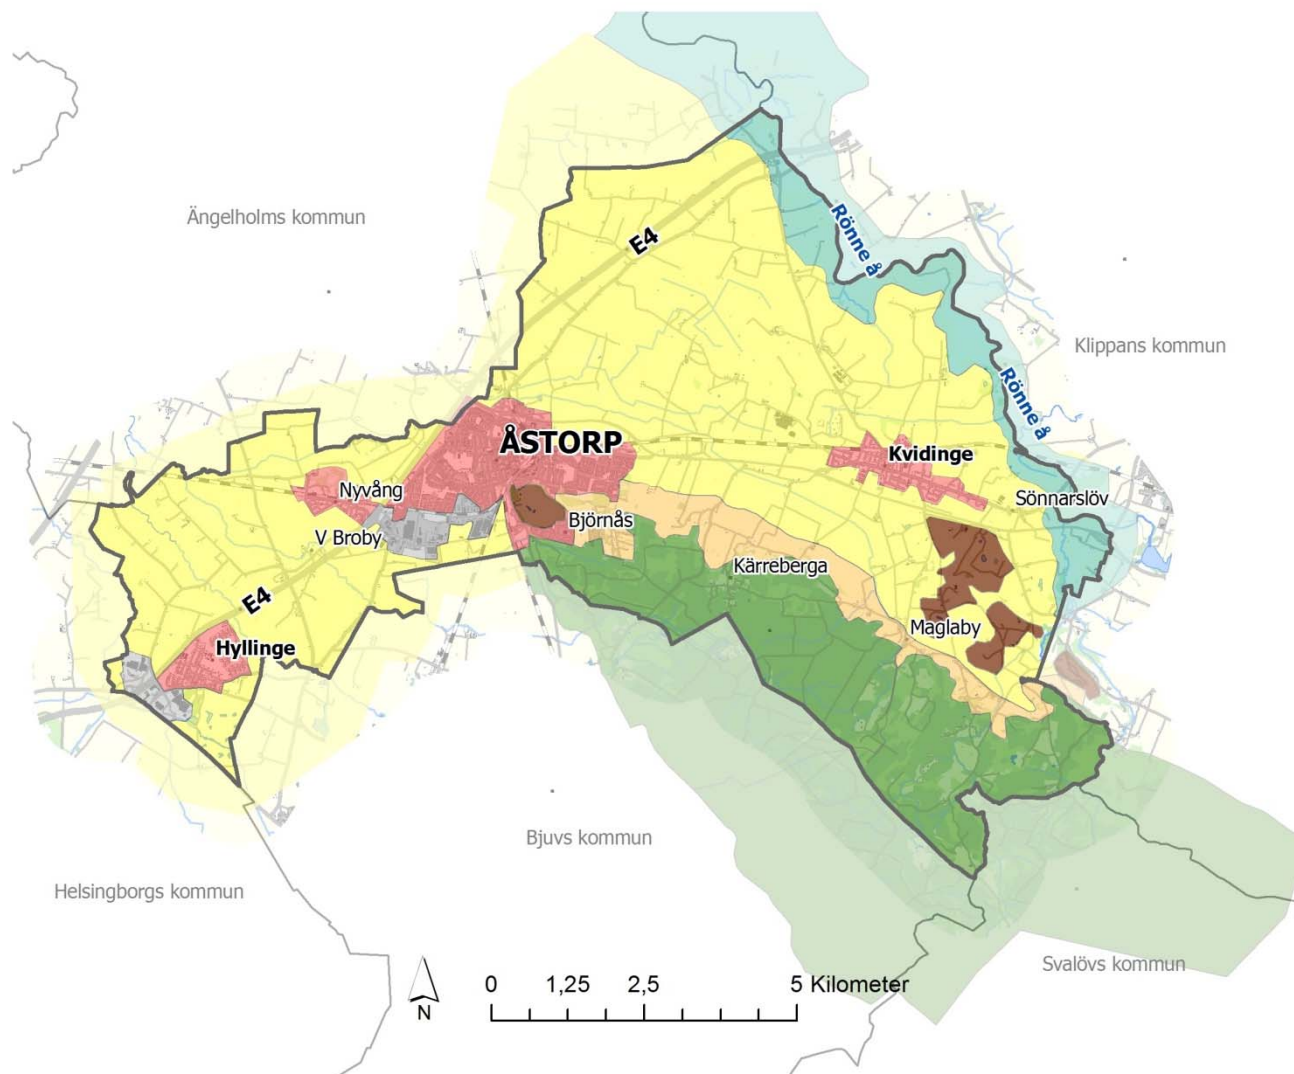 Ängelholms kommun
E4
Rönne å
Klippans kommun
Rönne å
ÅSTORP
Kvidinge
Nyvång
Sönnarslöv
Björnås
V Broby
Kärreberga
E4
Maglaby
Hyllinge
Bjuvs kommun
Helsingborgs kommun
Svalövs kommun
0 1,25 2,5 5 Kilometer
N